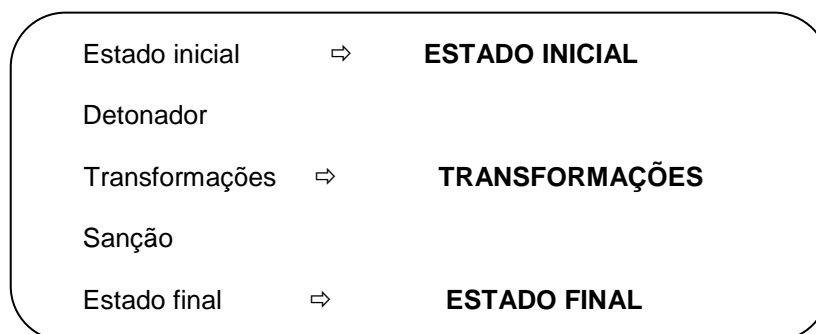 Estado inicial ⇨ ESTADO INICIAL
Detonador
Transformações ⇨ TRANSFORMAÇÕES
Sanção
Estado final ⇨ ESTADO FINAL